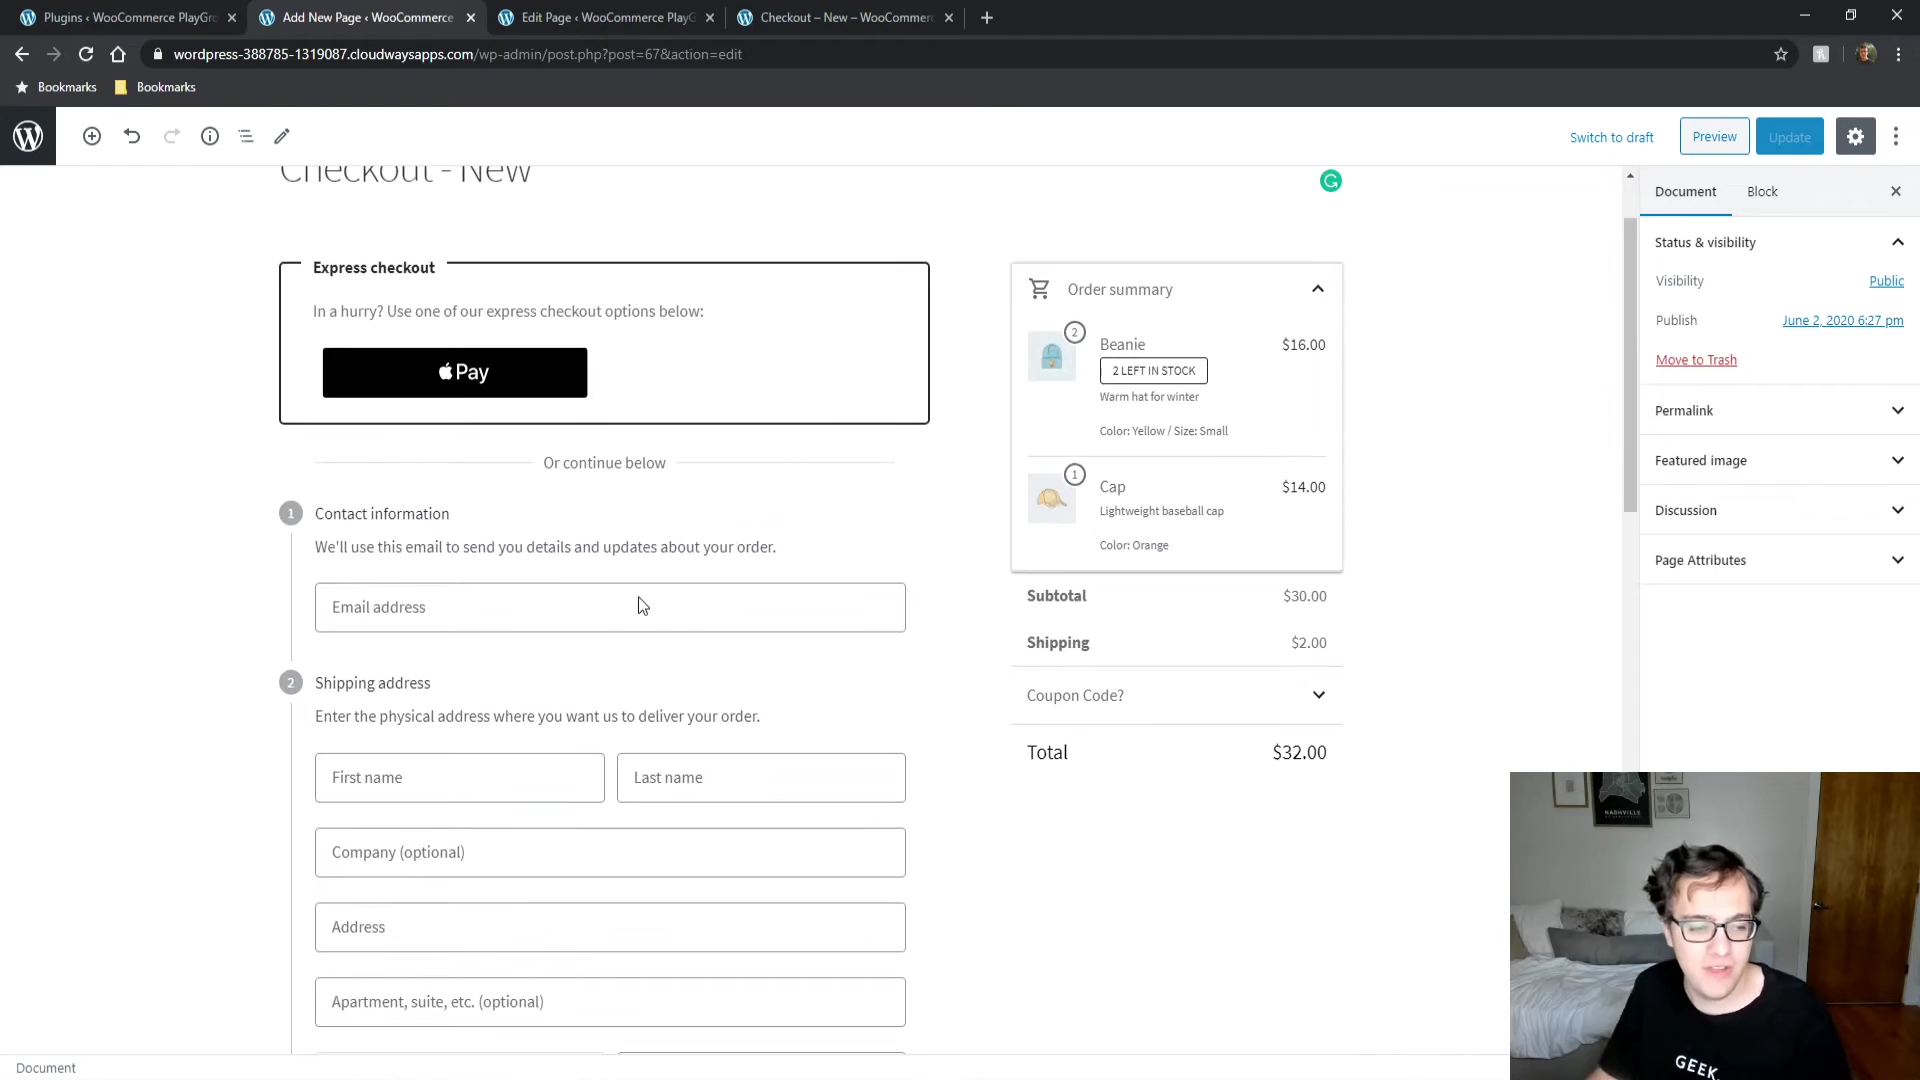 Plugins ‹ WooCommerce PlayGro
Add New Page ‹ WooCommerce
Edit Page ‹ WooCommerce PlayG
Checkout – New – WooCommerc
wordpress-388785-1319087.cloudwaysapps.com/wp-admin/post.php?post=67&action=edit
Bookmarks
Bookmarks
Switch to draft
Preview
Update
Checkout - New
Document
Block
Status & visibility
Visibility
Public
Publish
June 2, 2020 6:27 pm
Move to Trash
Permalink
Featured image
Discussion
Page Attributes
Express checkout
In a hurry? Use one of our express checkout options below:
Pay
Or continue below
1
Contact information
We'll use this email to send you details and updates about your order.
Email address
2
Shipping address
Enter the physical address where you want us to deliver your order.
First name
Last name
Company (optional)
Address
Apartment, suite, etc. (optional)
Order summary
2
Beanie
$16.00
2 LEFT IN STOCK
Warm hat for winter
Color: Yellow / Size: Small
1
Cap
$14.00
Lightweight baseball cap
Color: Orange
Subtotal
$30.00
Shipping
$2.00
Coupon Code?
Total
$32.00
NASHVILLE
GEEK.
Document